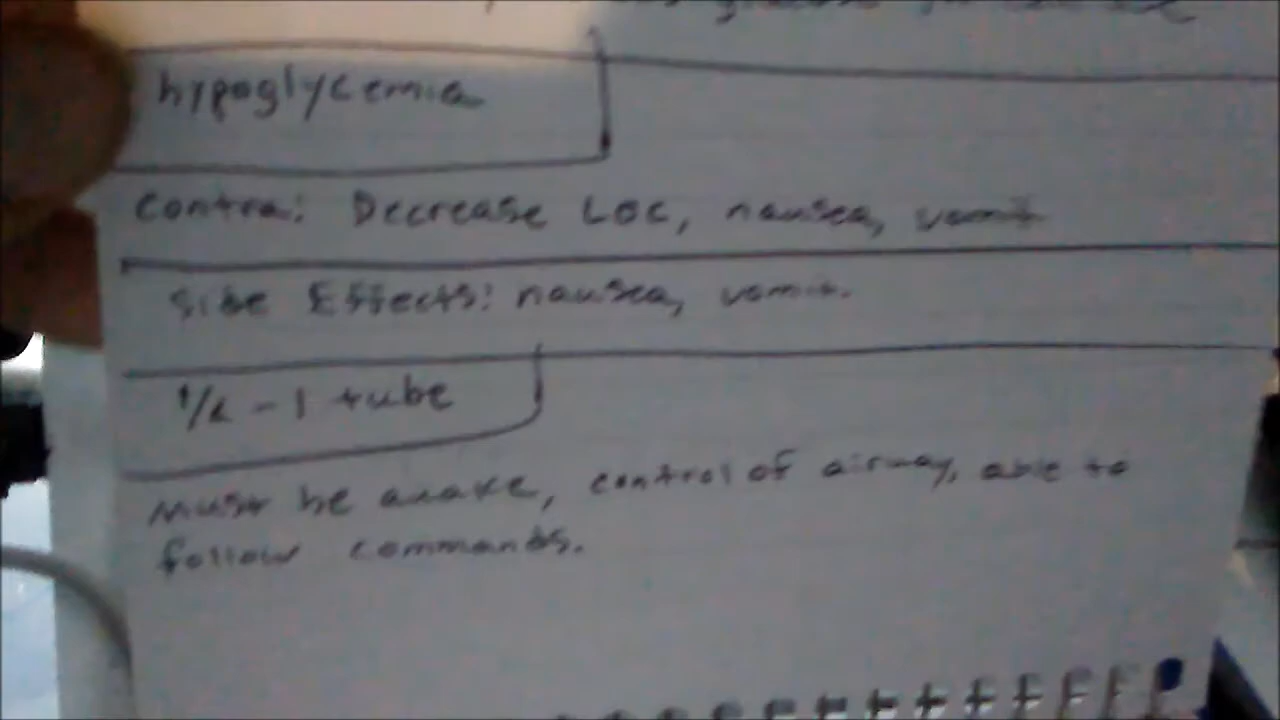 glucose
hypoglycemia
contra: Decrease LOC, nausea, vomit
Side Effects: nausea, vomit.
1/2 - 1 tube
Must be awake, control of airway, able to
follow commands.